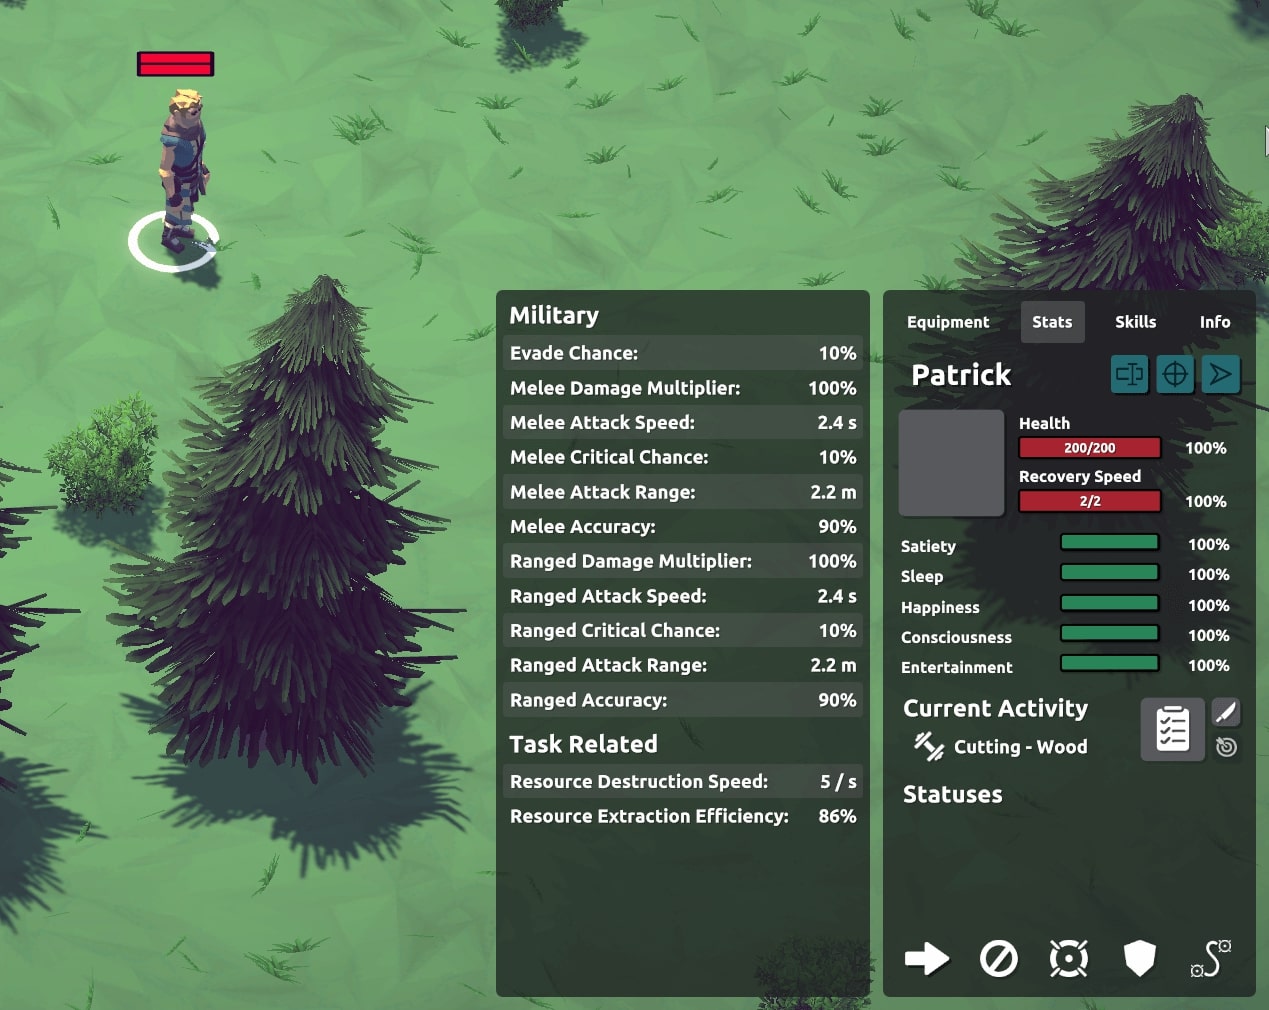 Military
Evade Chance: 10%
Melee Damage Multiplier: 100%
Melee Attack Speed: 2.4 s
Melee Critical Chance: 10%
Melee Attack Range: 2.2 m
Melee Accuracy: 90%
Ranged Damage Multiplier: 100%
Ranged Attack Speed: 2.4 s
Ranged Critical Chance: 10%
Ranged Attack Range: 2.2 m
Ranged Accuracy: 90%
Task Related
Resource Destruction Speed: 5 / s
Resource Extraction Efficiency: 86%
Equipment Stats Skills Info
Patrick
Health
200/200 100%
Recovery Speed
2/2 100%
Satiety 100%
Sleep 100%
Happiness 100%
Consciousness 100%
Entertainment 100%
Current Activity
Cutting - Wood
Statuses